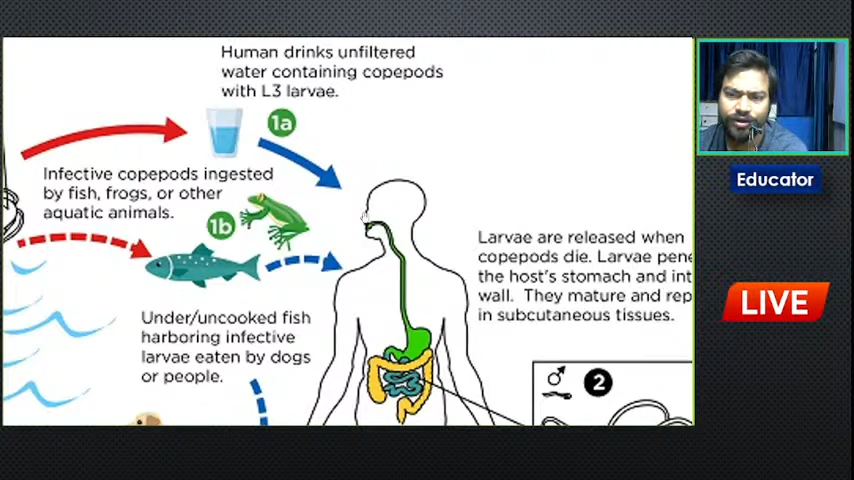 Human drinks unfiltered
water containing copepods
with L3 larvae.
1a
Infective copepods ingested
by fish, frogs, or other
aquatic animals.
1b
Larvae are released when
copepods die. Larvae pene
the host's stomach and int
wall. They mature and rep
in subcutaneous tissues.
Under/uncooked fish
harboring infective
larvae eaten by dogs
or people.
2
Educator
LIVE